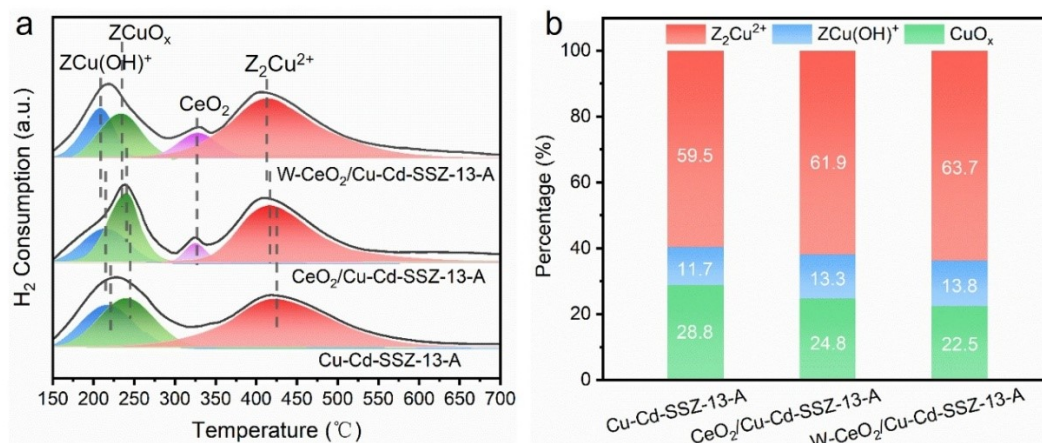 a
ZCuOₓ
ZCu(OH)⁺
Z₂Cu²⁺
CeO₂
W-CeO₂/Cu-Cd-SSZ-13-A
CeO₂/Cu-Cd-SSZ-13-A
Cu-Cd-SSZ-13-A
H₂ Consumption (a.u.)
150 200 250 300 350 400 450 500 550 600 650 700
Temperature (℃)
b
Z₂Cu²⁺ ZCu(OH)⁺ CuOₓ
Percentage (%)
100
80
60
40
20
0
59.5 61.9 63.7
11.7 13.3 13.8
28.8 24.8 22.5
Cu-Cd-SSZ-13-A
CeO₂/Cu-Cd-SSZ-13-A
W-CeO₂/Cu-Cd-SSZ-13-A